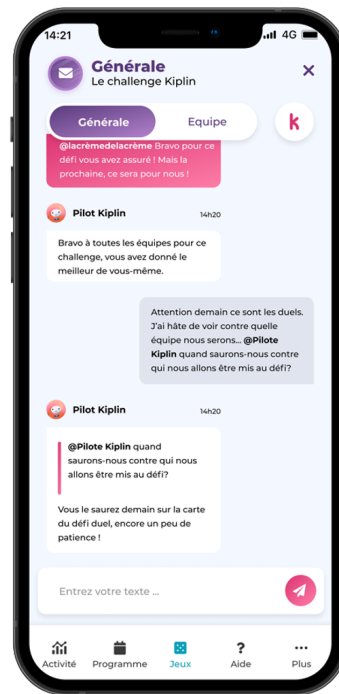 14:21
4G
Générale
Le challenge Kiplin
Générale
Equipe
k
@lacrèmedelacrème Bravo pour ce
défi vous avez assuré ! Mais la
prochaine, ce sera pour nous !
Pilot Kiplin
14h20
Bravo à toutes les équipes pour ce
challenge, vous avez donné le
meilleur de vous-même.
Attention demain ce sont les duels.
J'ai hâte de voir contre quelle
équipe nous serons... @Pilote
Kiplin quand saurons-nous contre
qui nous allons être mis au défi?
Pilot Kiplin
14h20
@Pilote Kiplin quand
saurons-nous contre qui nous
allons être mis au défi?
Vous le saurez demain sur la carte
du défi duel, encore un peu de
patience !
Entrez votre texte ...
Activité
Programme
Jeux
?
Aide
Plus